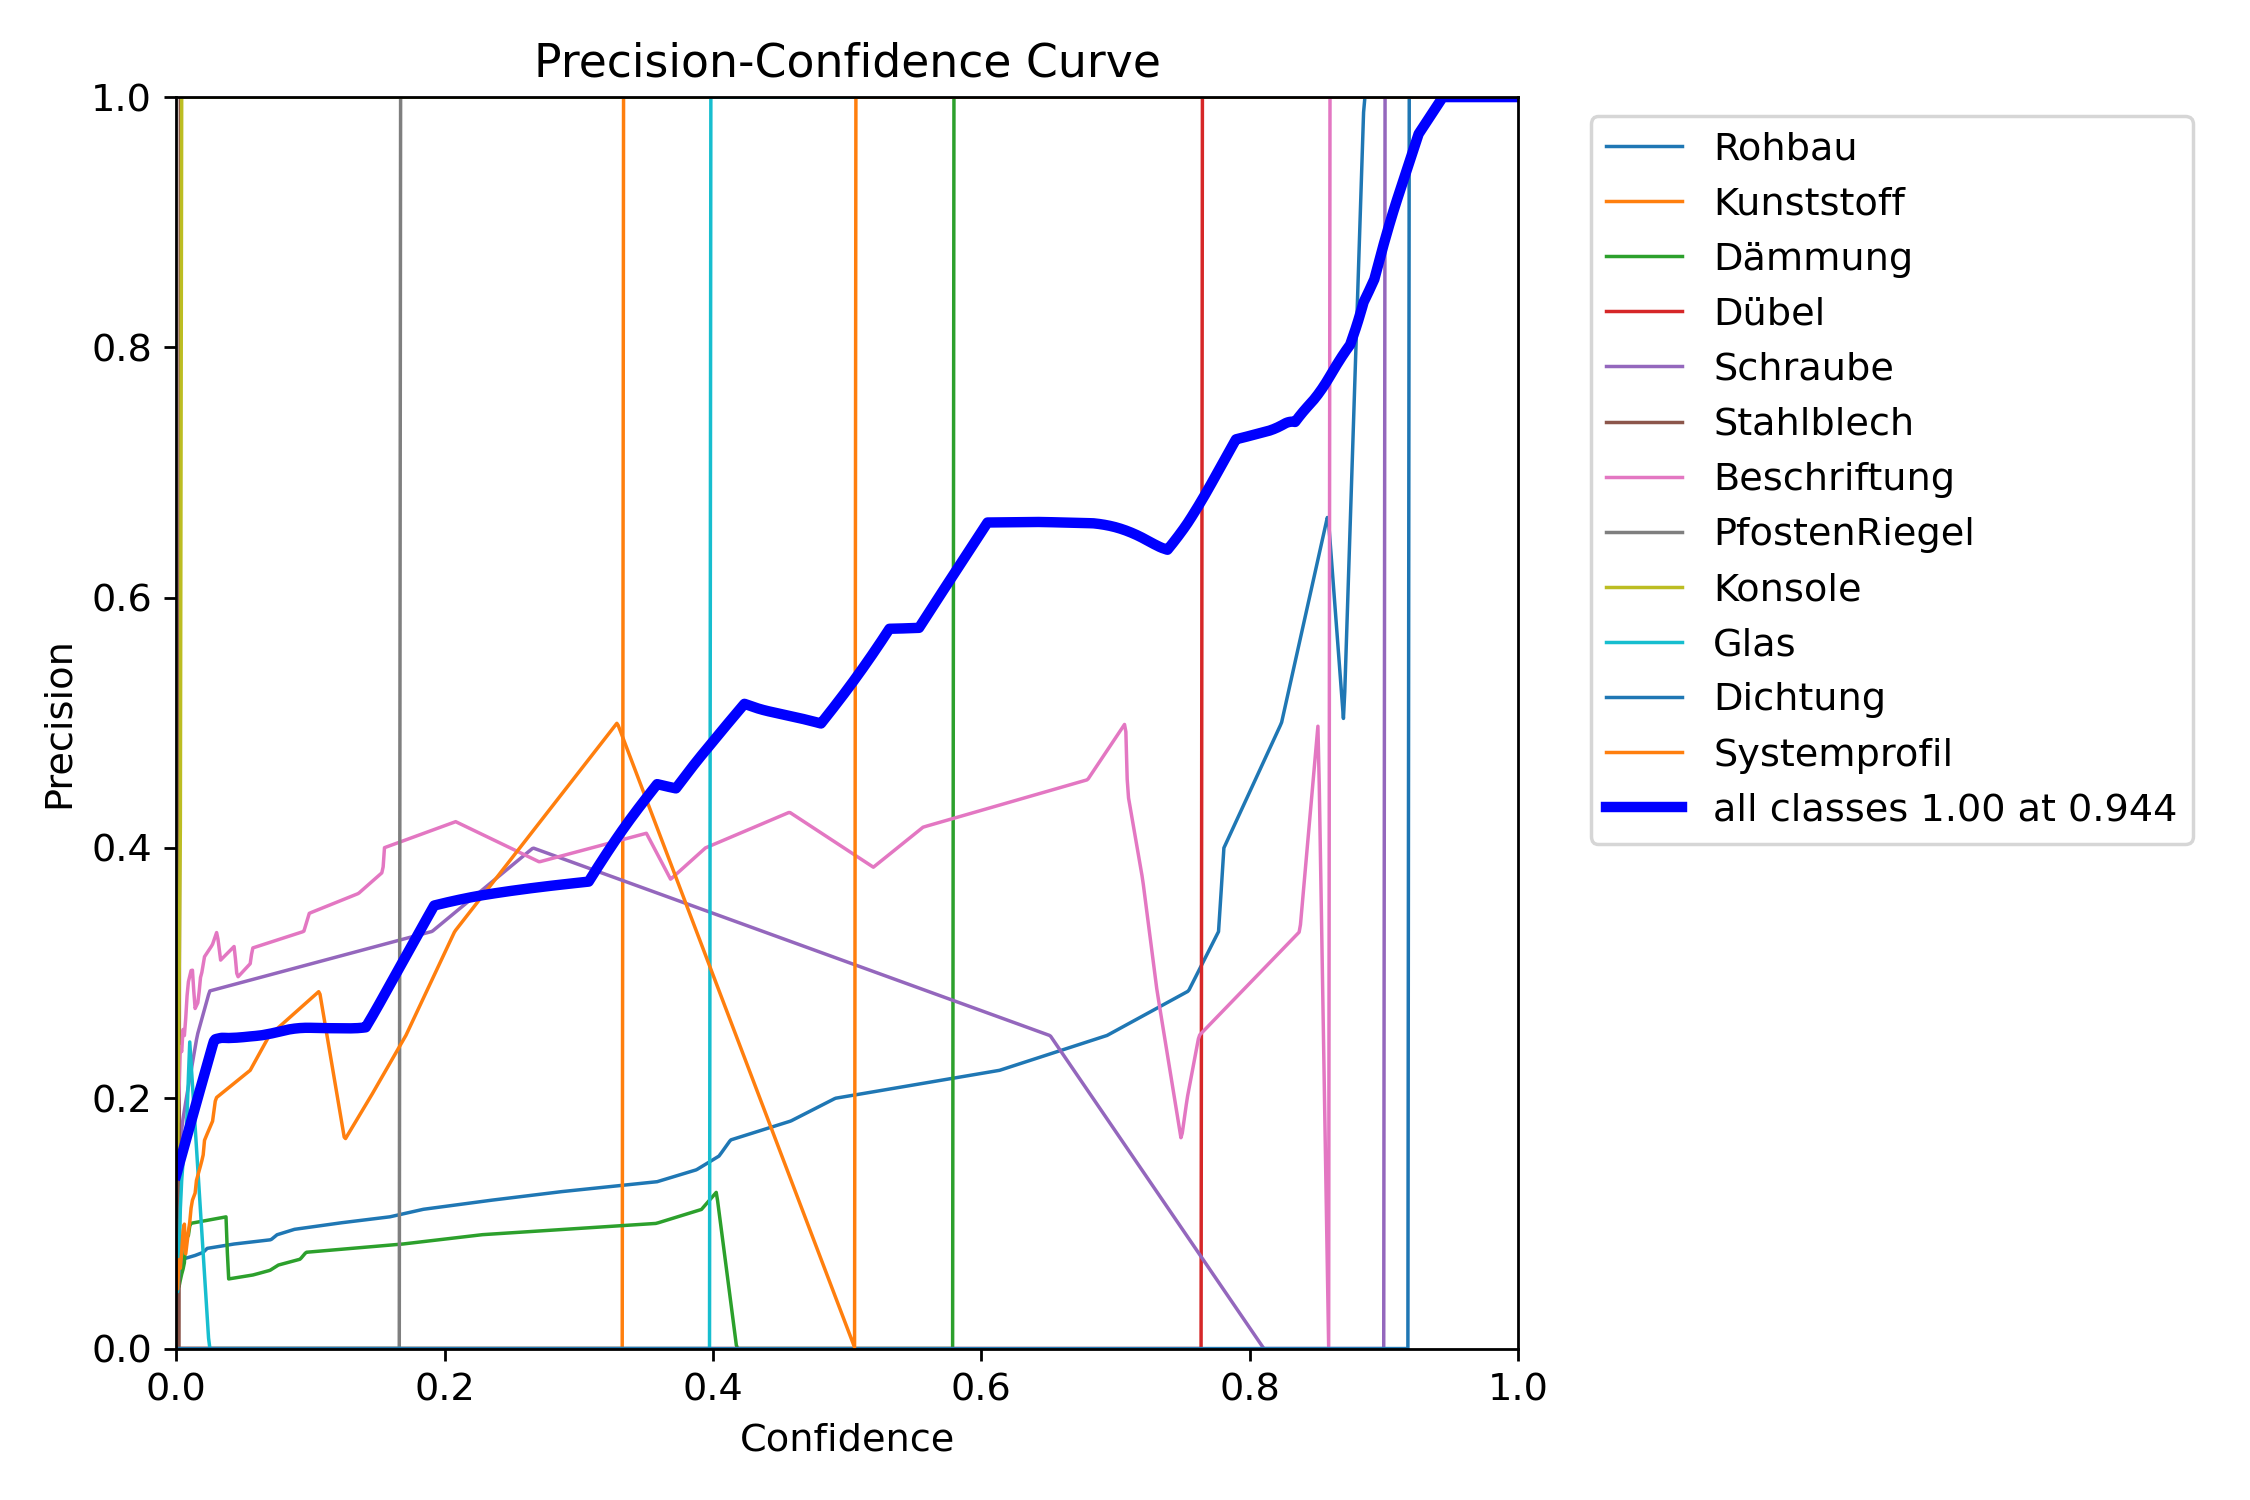 Precision-Confidence Curve
1.0
0.8
0.6
0.4
0.2
0.0
Precision
0.0 0.2 0.4 0.6 0.8 1.0
Confidence
Rohbau
Kunststoff
Dämmung
Dübel
Schraube
Stahlblech
Beschriftung
PfostenRiegel
Konsole
Glas
Dichtung
Systemprofil
all classes 1.00 at 0.944